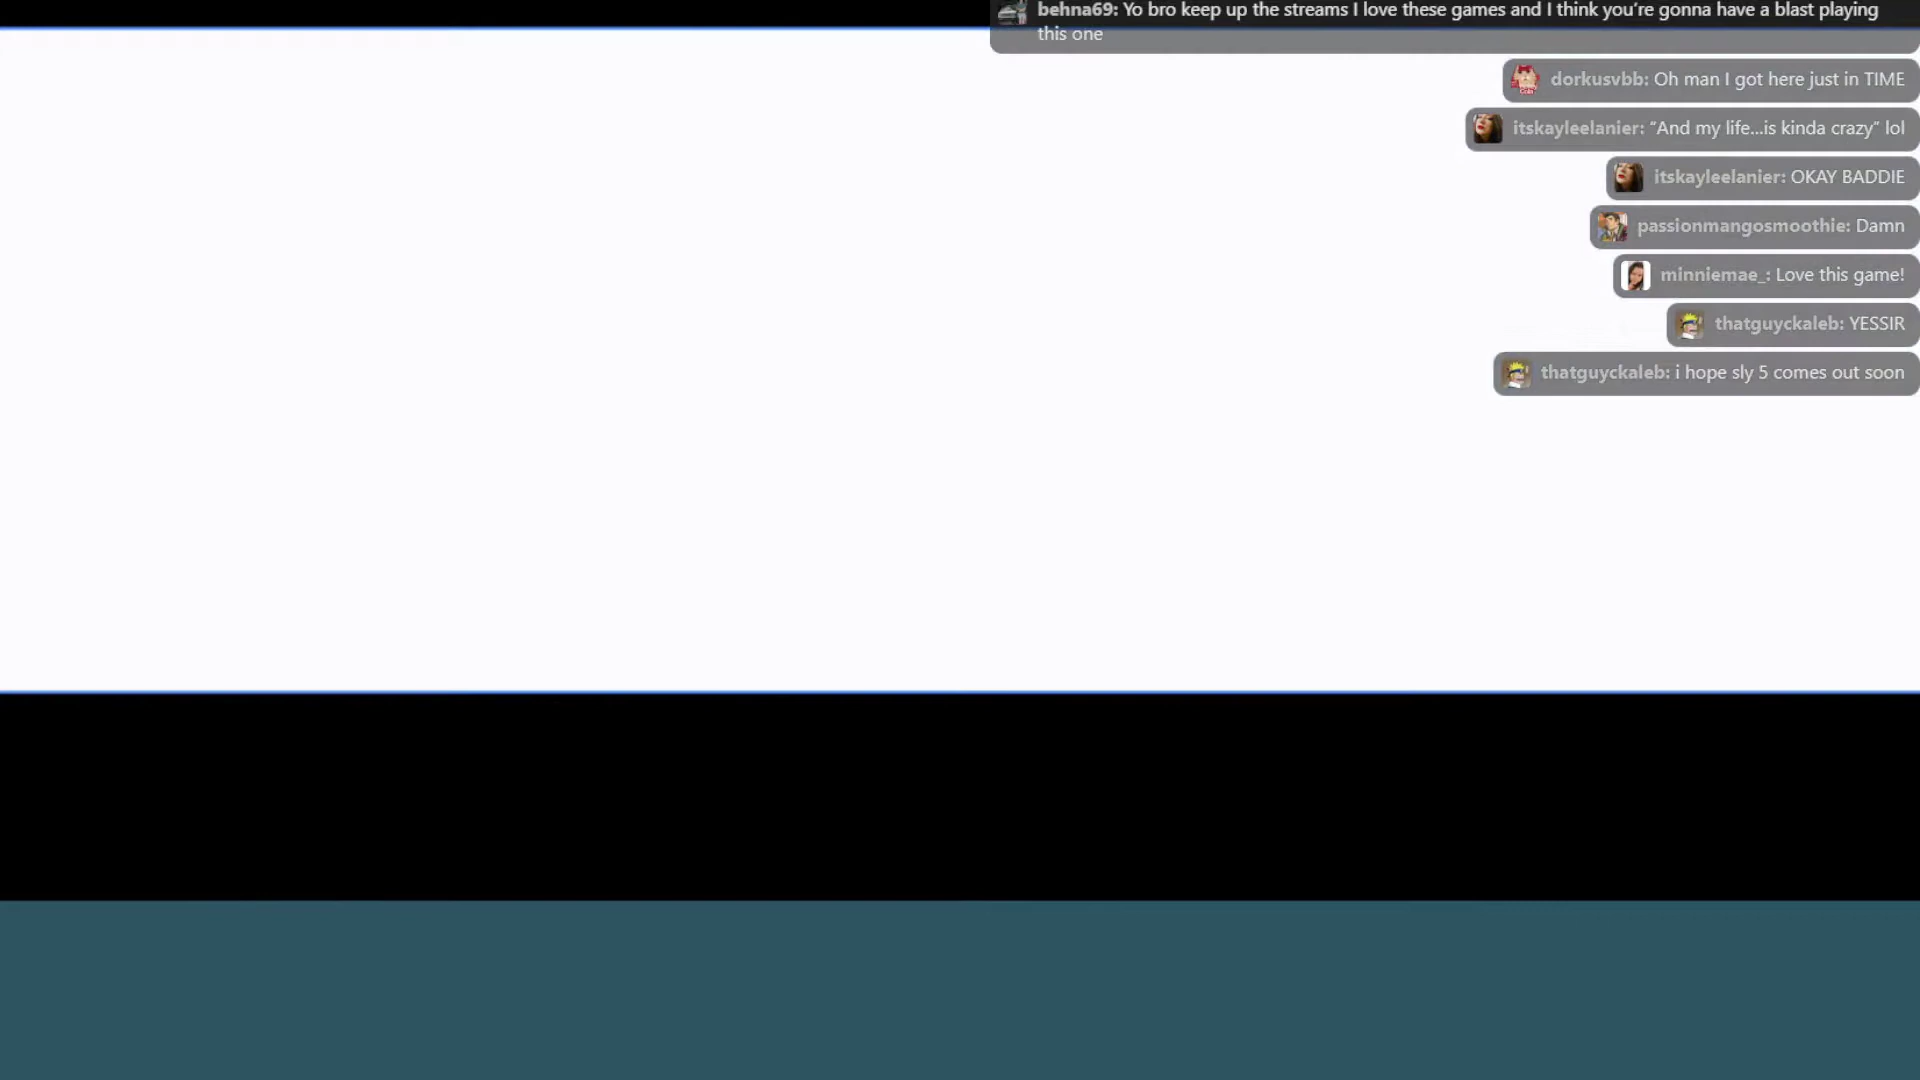 behna69: Yo bro keep up the streams I love these games and I think you’re gonna have a blast playing
this one
dorkusvbb: Oh man I got here just in TIME
itskayleelanier: “And my life...is kinda crazy” lol
itskayleelanier: OKAY BADDIE
passionmangosmoothie: Damn
minniemae_: Love this game!
thatguyckaleb: YESSIR
thatguyckaleb: i hope sly 5 comes out soon